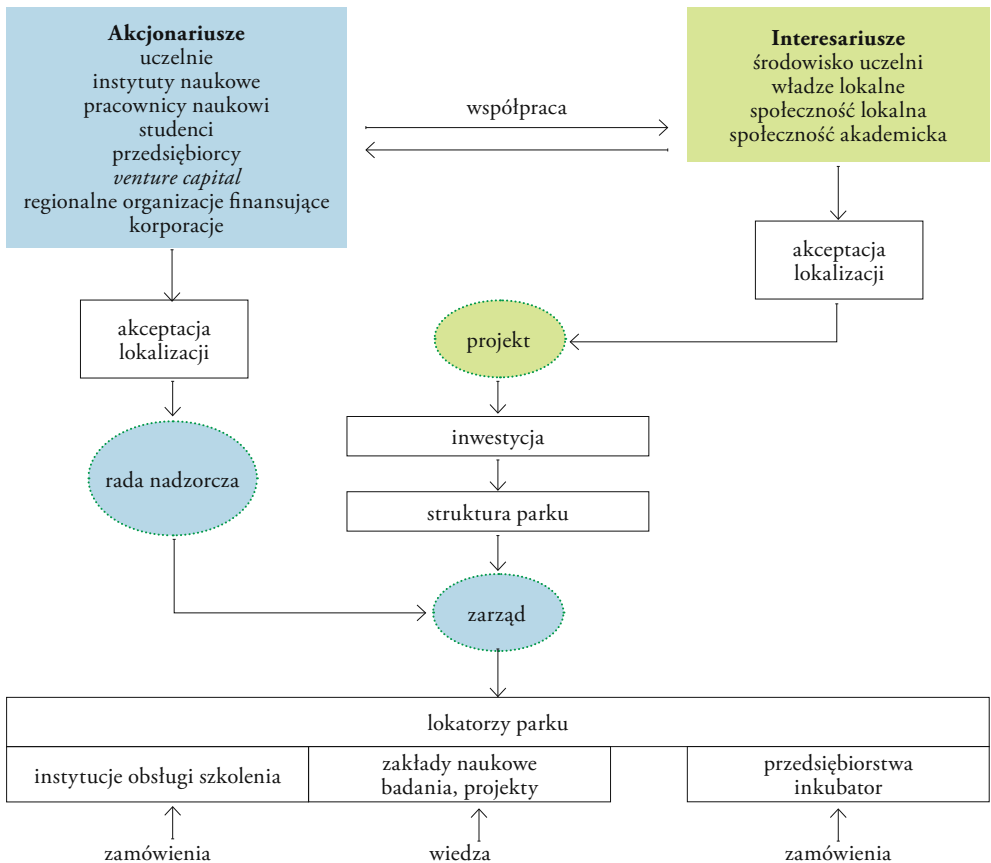 Akcjonariusze
uczelnie
instytuty naukowe
pracownicy naukowi
studenci
przedsiębiorcy
venture capital
regionalne organizacje finansujące
korporacje
współpraca
Interesariusze
środowisko uczelni
władze lokalne
społeczność lokalna
społeczność akademicka
akceptacja
lokalizacji
akceptacja
lokalizacji
projekt
inwestycja
rada nadzorcza
struktura parku
zarząd
lokatorzy parku
instytucje obsługi szkolenia
zakłady naukowe
badania, projekty
przedsiębiorstwa
inkubator
zamówienia
wiedza
zamówienia